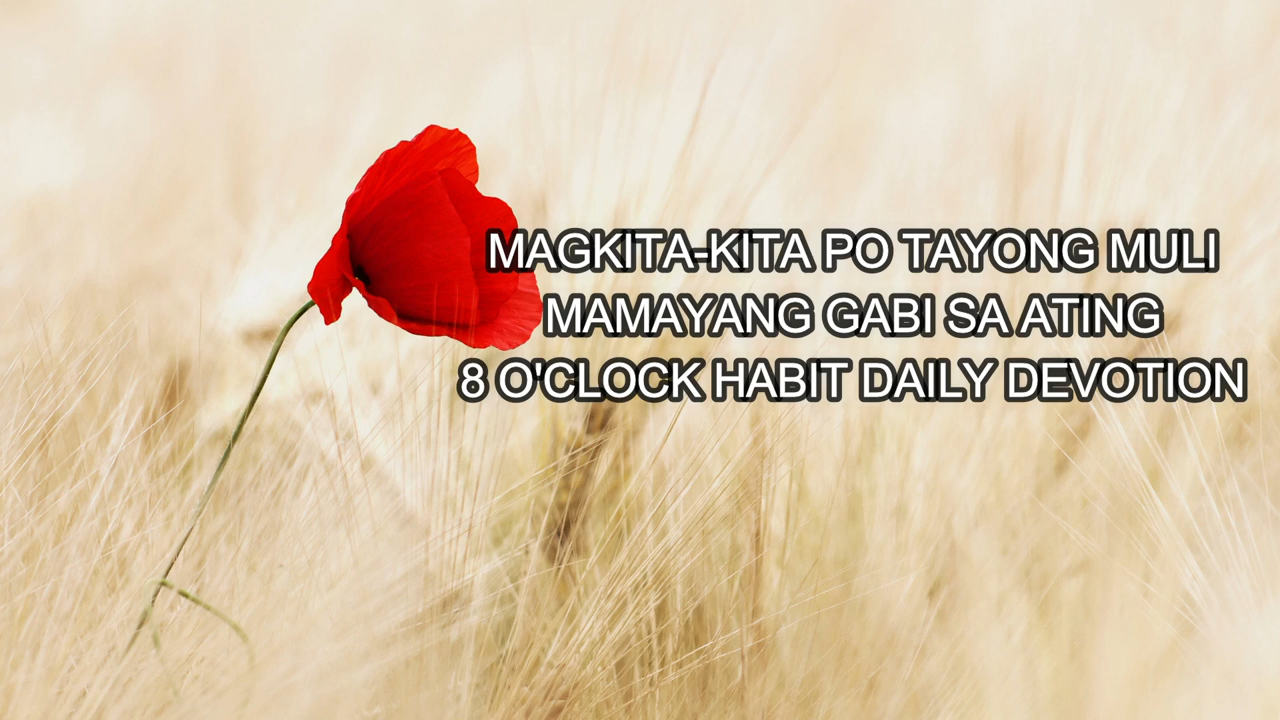 MAGKITA-KITA PO TAYONG MULI
MAMAYANG GABI SA ATING
8 O'CLOCK HABIT DAILY DEVOTION